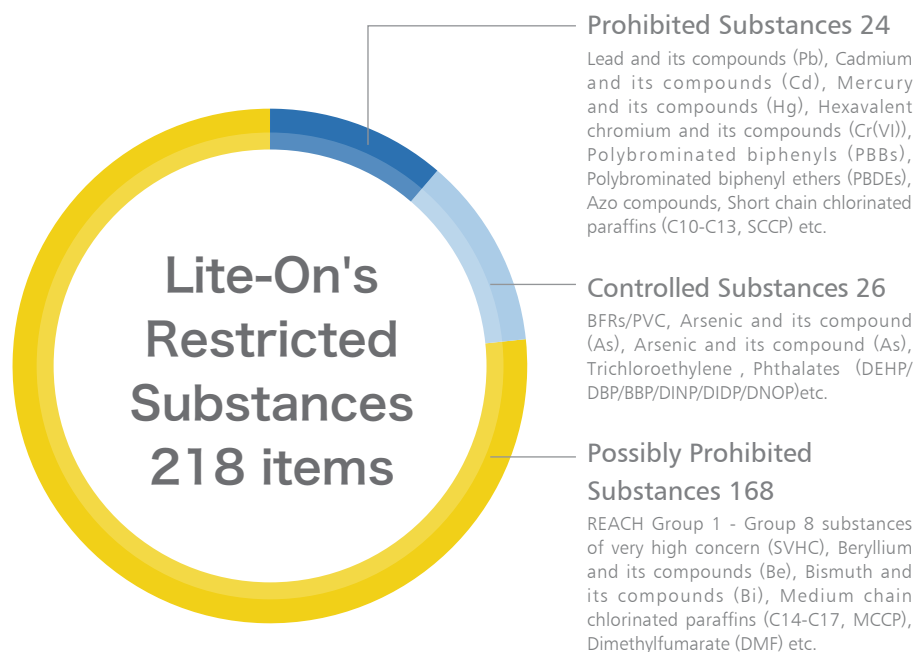 Lite-On's
Restricted
Substances
218 items
Prohibited Substances 24
Lead and its compounds (Pb), Cadmium
and its compounds (Cd), Mercury
and its compounds (Hg), Hexavalent
chromium and its compounds (Cr(VI)),
Polybrominated biphenyls (PBBs),
Polybrominated biphenyl ethers (PBDEs),
Azo compounds, Short chain chlorinated
paraffins (C10-C13, SCCP) etc.
Controlled Substances 26
BFRs/PVC, Arsenic and its compound
(As), Arsenic and its compound (As),
Trichloroethylene , Phthalates (DEHP/
DBP/BBP/DINP/DIDP/DNOP)etc.
Possibly Prohibited
Substances 168
REACH Group 1 - Group 8 substances
of very high concern (SVHC), Beryllium
and its compounds (Be), Bismuth and
its compounds (Bi), Medium chain
chlorinated paraffins (C14-C17, MCCP),
Dimethylfumarate (DMF) etc.